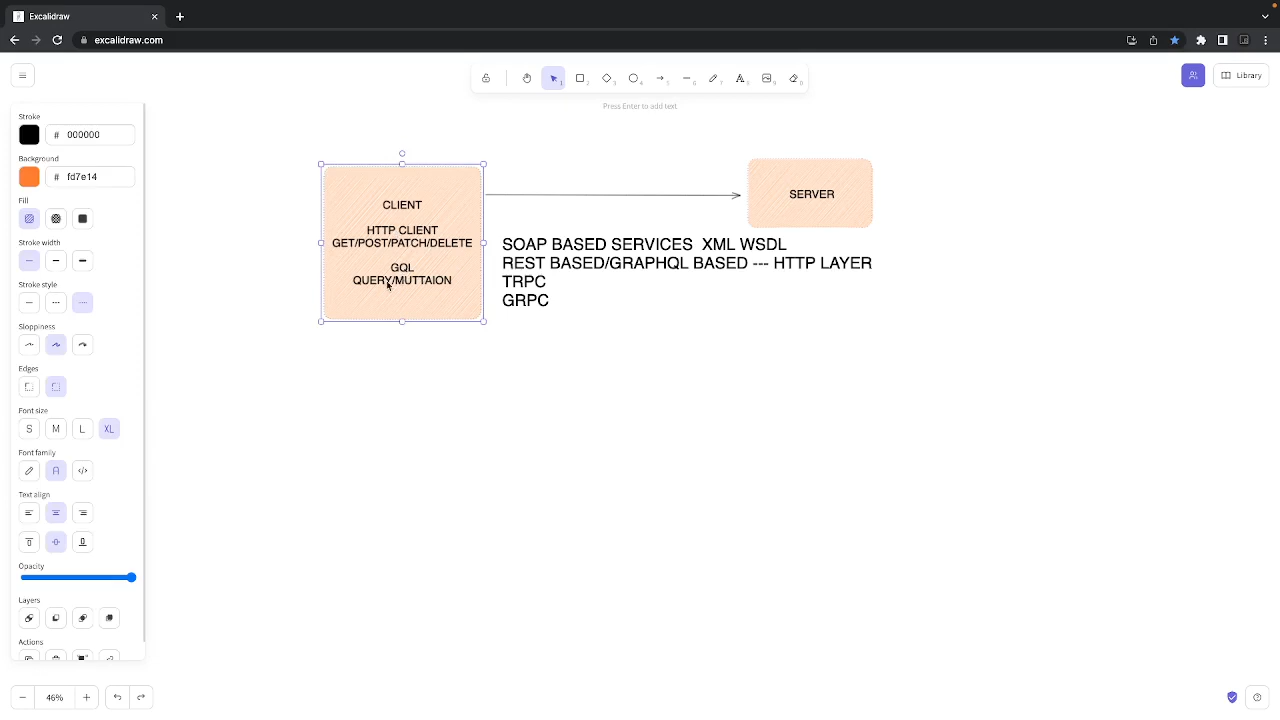 Excalidraw
excalidraw.com
Library
Press Enter to add text
Stroke
# 000000
Background
# fd7e14
Fill
Stroke width
Stroke style
Sloppiness
Edges
Font size
S M L XL
Font family
A </>
Text align
Opacity
Layers
Actions
46%
CLIENT
HTTP CLIENT
GET/POST/PATCH/DELETE
GQL
QUERY/MUTTAION
SERVER
SOAP BASED SERVICES  XML WSDL
REST BASED/GRAPHQL BASED --- HTTP LAYER
TRPC
GRPC